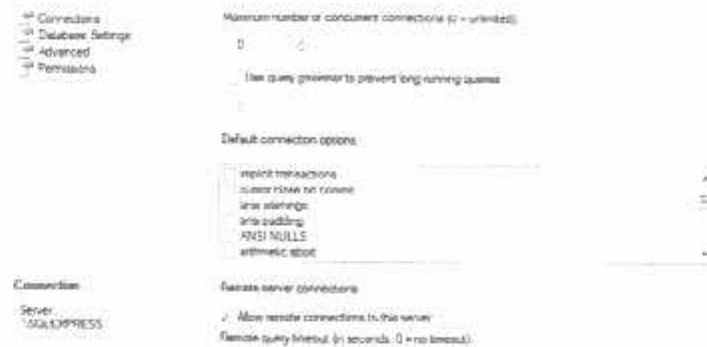 Connections
Database Settings
Advanced
Permissions
Maximum number of concurrent connections (0 = unlimited):
0
Use query governor to prevent long-running queries
Default connection options:
implicit transactions
cursor close on commit
ansi warnings
ansi padding
ANSI NULLS
arithmetic abort
Connection
Server:
.\SQLEXPRESS
Remote server connections
Allow remote connections to this server
Remote query timeout (in seconds, 0 = no timeout):